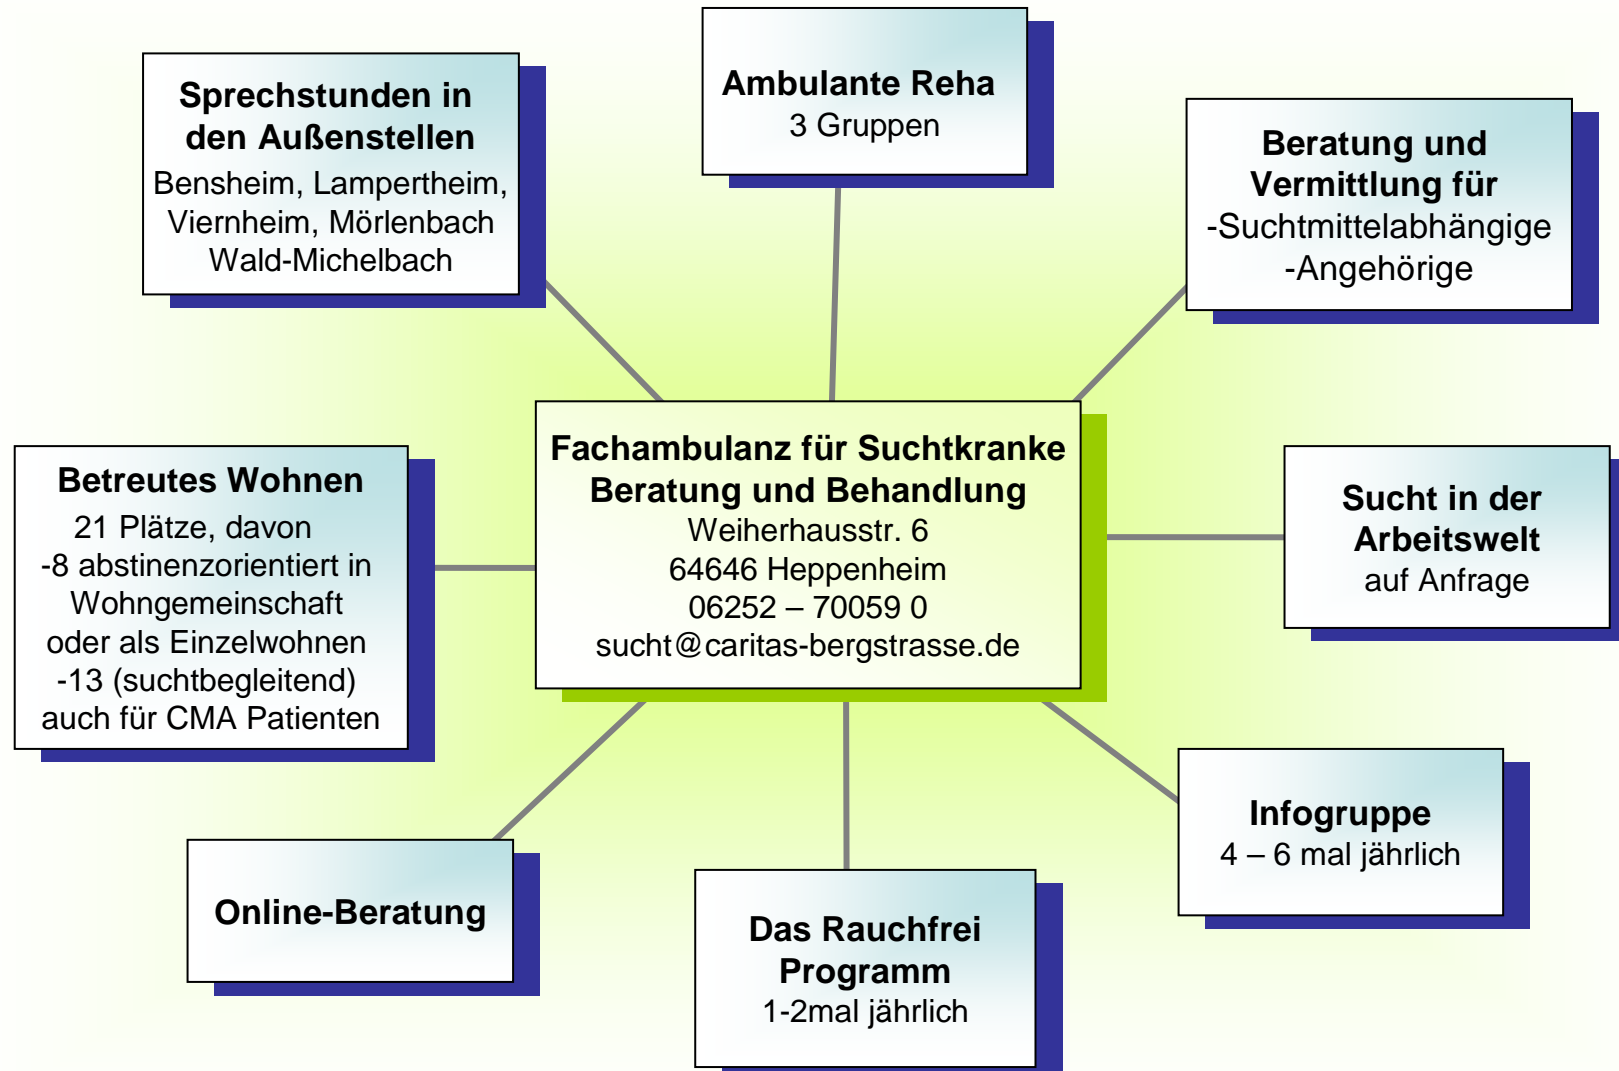 Sprechstunden in
den Außenstellen
Bensheim, Lampertheim,
Viernheim, Mörlenbach
Wald-Michelbach
Ambulante Reha
3 Gruppen
Beratung und
Vermittlung für
-Suchtmittelabhängige
-Angehörige
Betreutes Wohnen
21 Plätze, davon
-8 abstinenzorientiert in
Wohngemeinschaft
oder als Einzelwohnen
-13 (suchtbegleitend)
auch für CMA Patienten
Fachambulanz für Suchtkranke
Beratung und Behandlung
Weiherhausstr. 6
64646 Heppenheim
06252 – 70059 0
sucht@caritas-bergstrasse.de
Sucht in der
Arbeitswelt
auf Anfrage
Online-Beratung
Das Rauchfrei
Programm
1-2mal jährlich
Infogruppe
4 – 6 mal jährlich